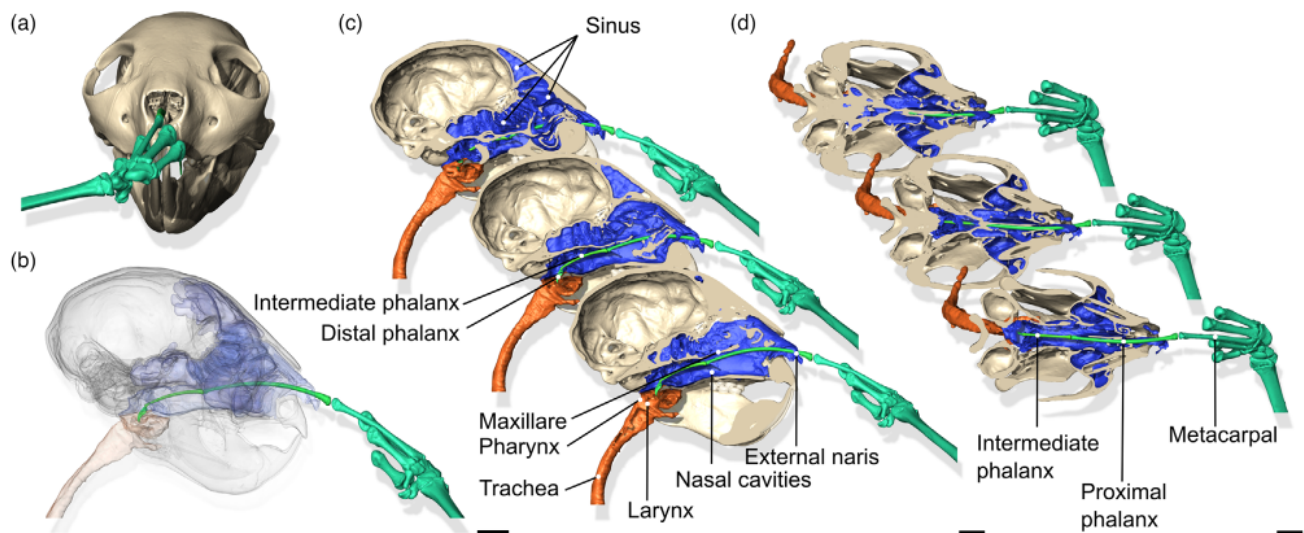 (a)
(b)
(c)
Sinus
Intermediate phalanx
Distal phalanx
Maxillare
Pharynx
Trachea
Larynx
Nasal cavities
External naris
(d)
Intermediate
phalanx
Proximal
phalanx
Metacarpal